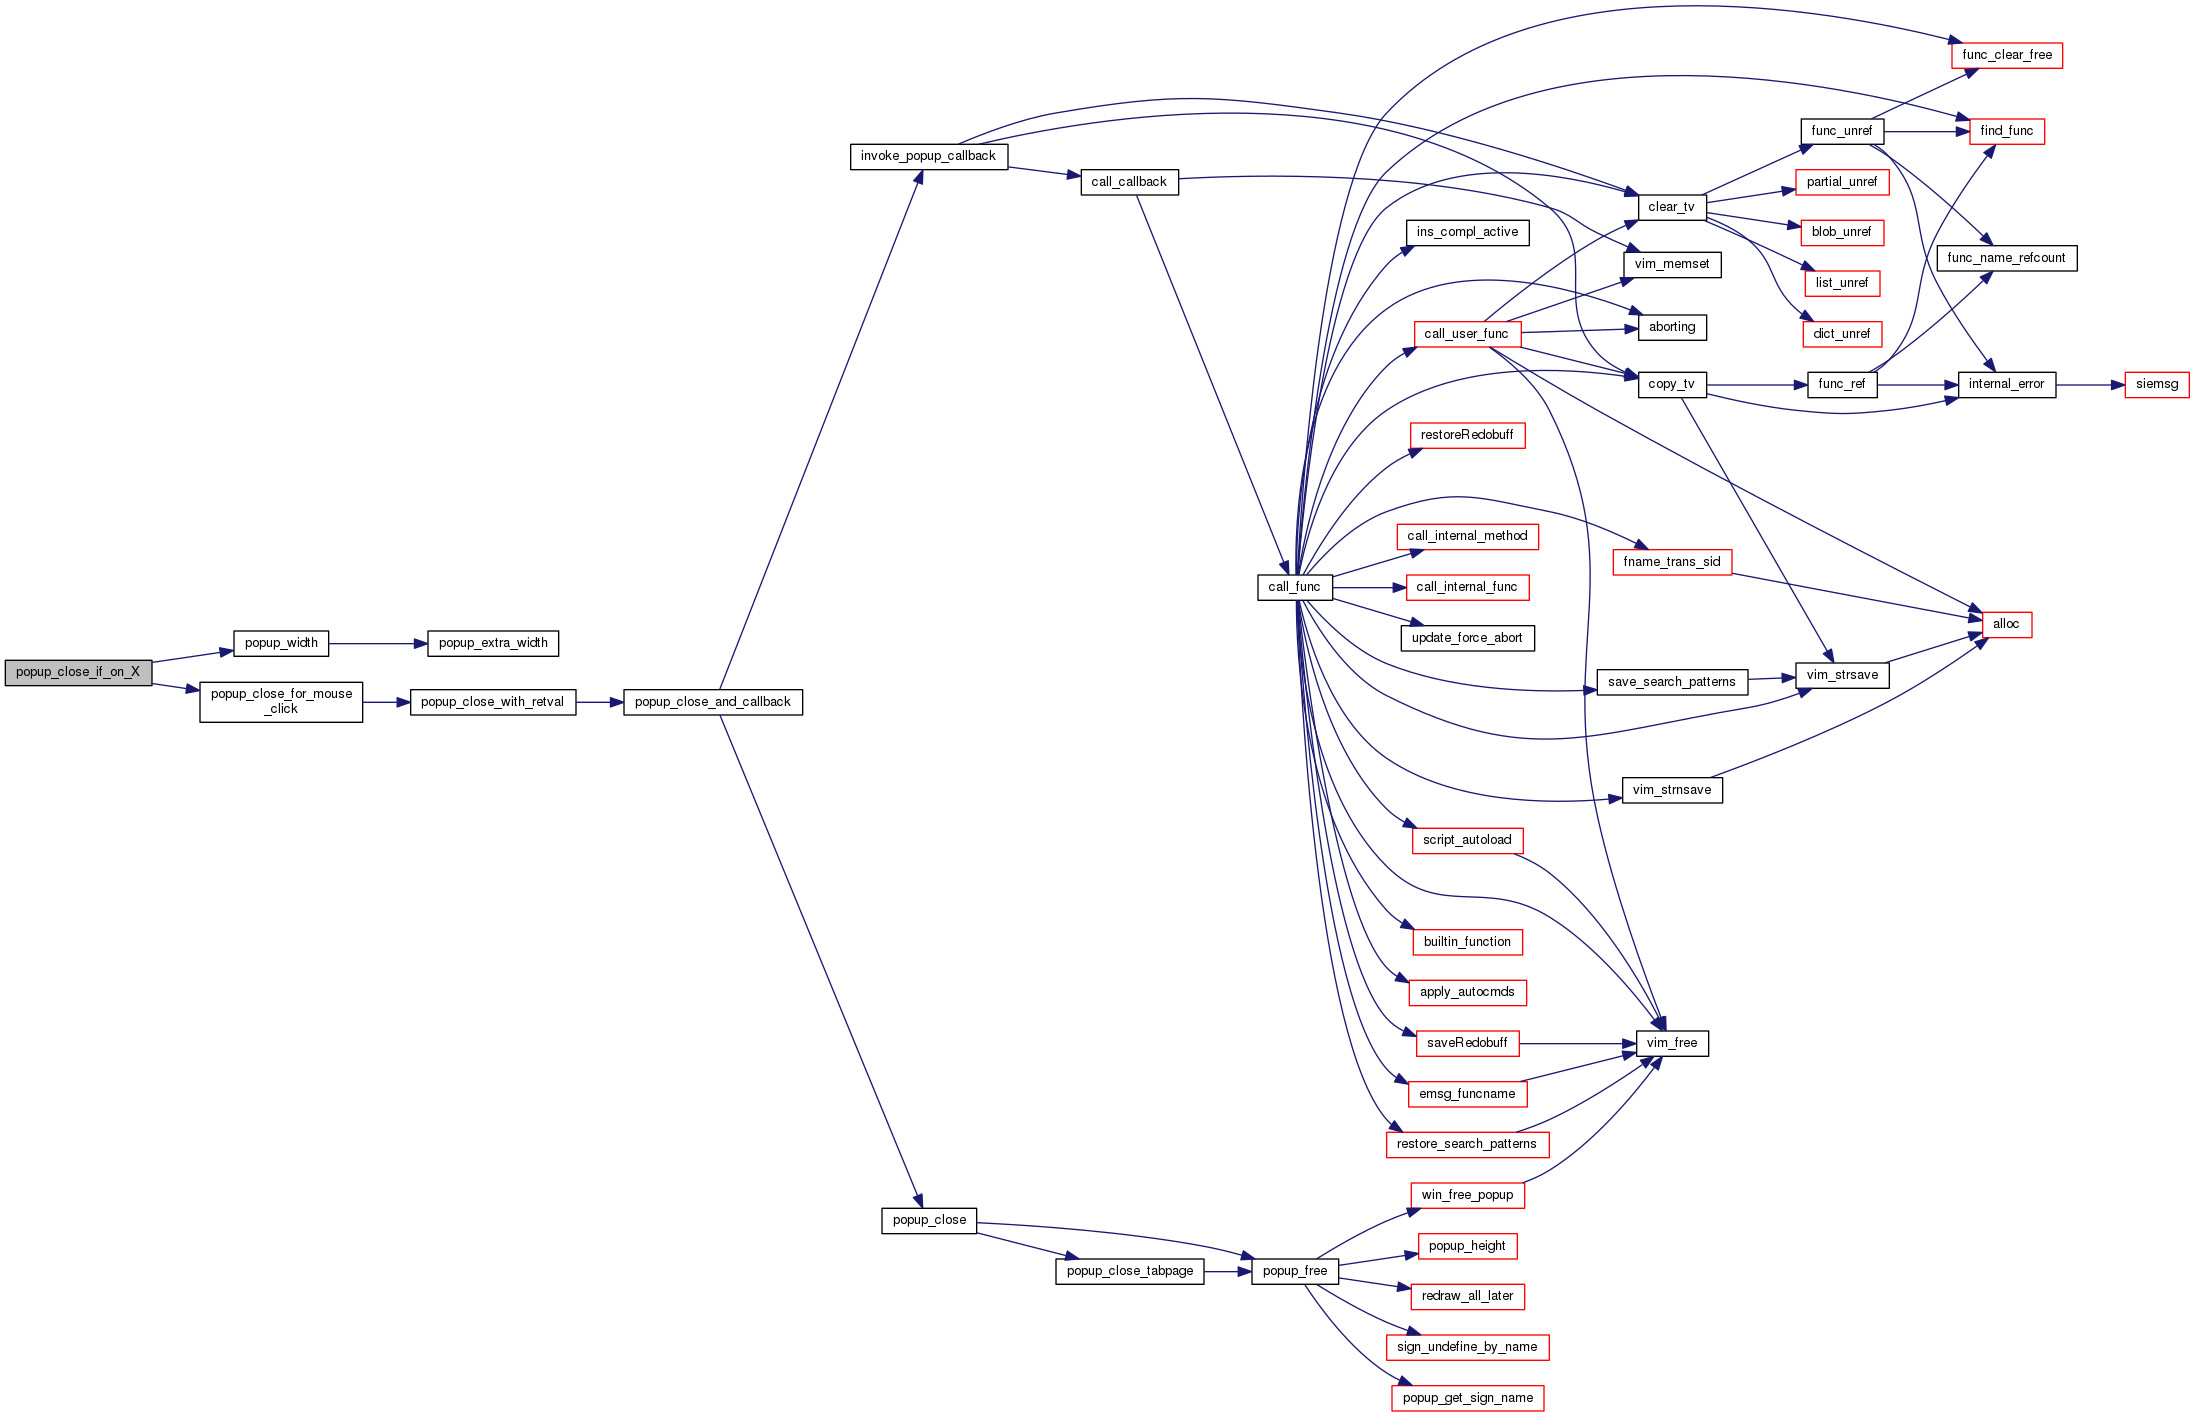 popup_close_if_on_X
popup_width
popup_close_for_mouse
_click
popup_extra_width
popup_close_with_retval
popup_close_and_callback
invoke_popup_callback
popup_close
call_callback
popup_close_tabpage
call_func
popup_free
ins_compl_active
call_user_func
restoreRedobuff
call_internal_method
call_internal_func
update_force_abort
script_autoload
builtin_function
apply_autocmds
saveRedobuff
emsg_funcname
restore_search_patterns
win_free_popup
popup_height
redraw_all_later
sign_undefine_by_name
popup_get_sign_name
clear_tv
vim_memset
aborting
copy_tv
fname_trans_sid
save_search_patterns
vim_strnsave
vim_free
func_unref
partial_unref
blob_unref
list_unref
dict_unref
func_ref
vim_strsave
func_clear_free
find_func
func_name_refcount
internal_error
alloc
siemsg